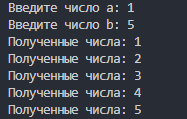 Введите число a: 1
Введите число b: 5
Полученные числа: 1
Полученные числа: 2
Полученные числа: 3
Полученные числа: 4
Полученные числа: 5